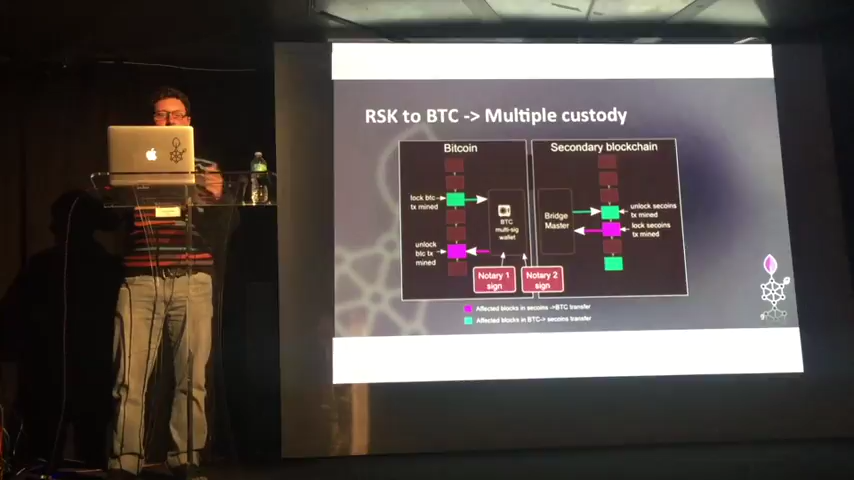 RSK to BTC -> Multiple custody
Bitcoin
lock btc
tx mined
unlock
btc tx
mined
BTC
multi-sig
wallet
Notary 1
sign
Notary 2
sign
Secondary blockchain
Bridge
Master
unlock secoins
tx mined
lock secoins
tx mined
Affected blocks in secoins ->BTC transfer
Affected blocks in BTC-> secoins transfer